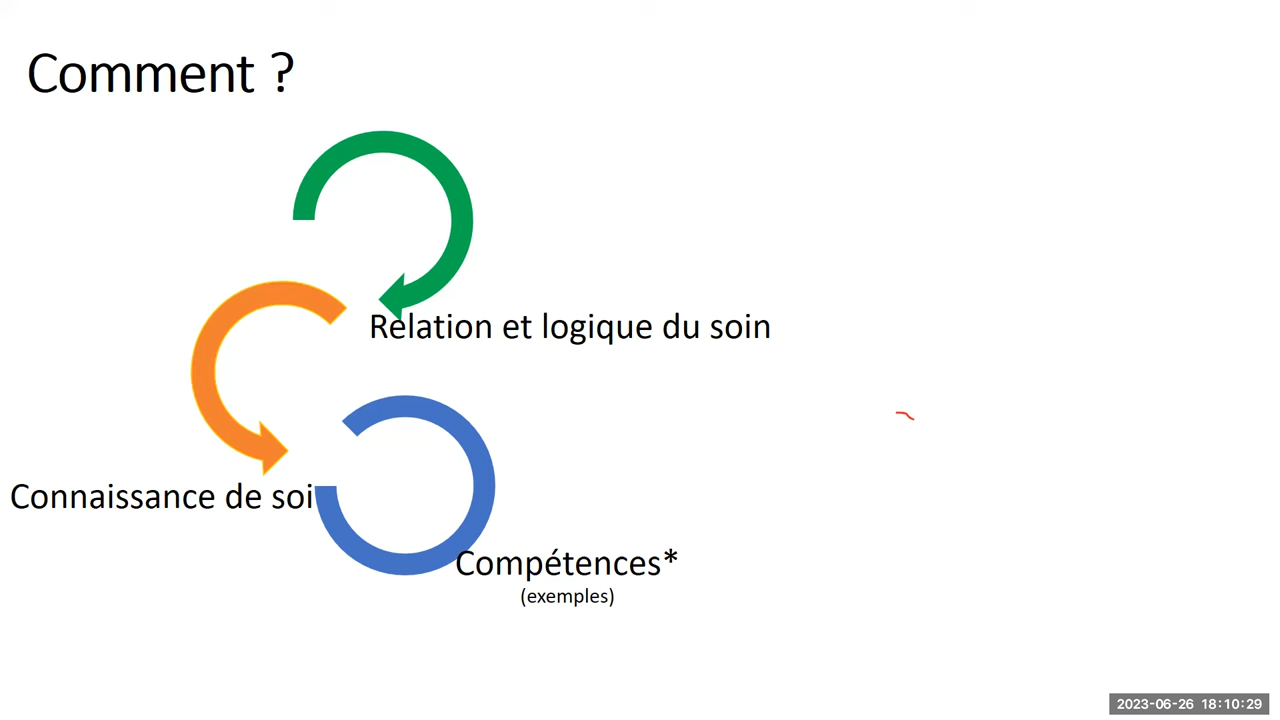 Comment ?
Relation et logique du soin
Connaissance de soi
Compétences*
(exemples)
2023-06-26 18:10:29